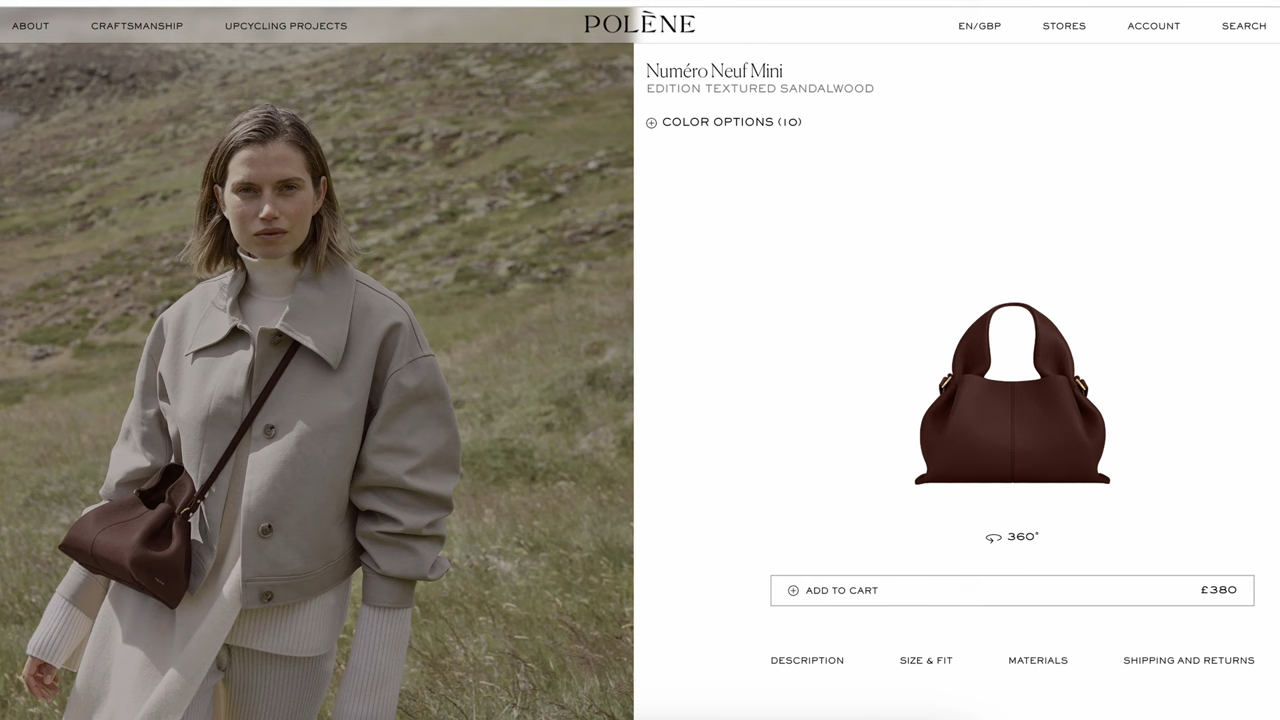 ABOUT
CRAFTSMANSHIP
UPCYCLING PROJECTS
POLÈNE
EN/GBP
STORES
ACCOUNT
SEARCH
Numéro Neuf Mini
EDITION TEXTURED SANDALWOOD
COLOR OPTIONS (10)
360°
ADD TO CART
£380
DESCRIPTION
SIZE & FIT
MATERIALS
SHIPPING AND RETURNS